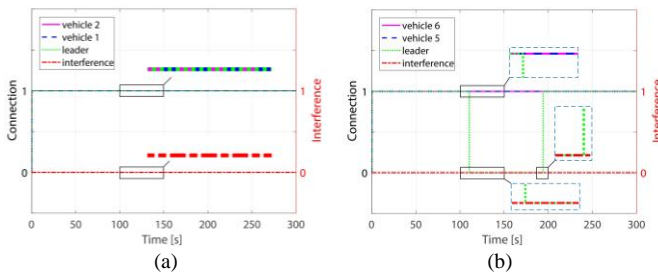 vehicle 2
vehicle 1
leader
interference
Connection
1
0
1
0
Interference
0 50 100 150 200 250 300
Time [s]
(a)
vehicle 6
vehicle 5
leader
interference
Connection
1
0
1
0
Interference
0 50 100 150 200 250 300
Time [s]
(b)